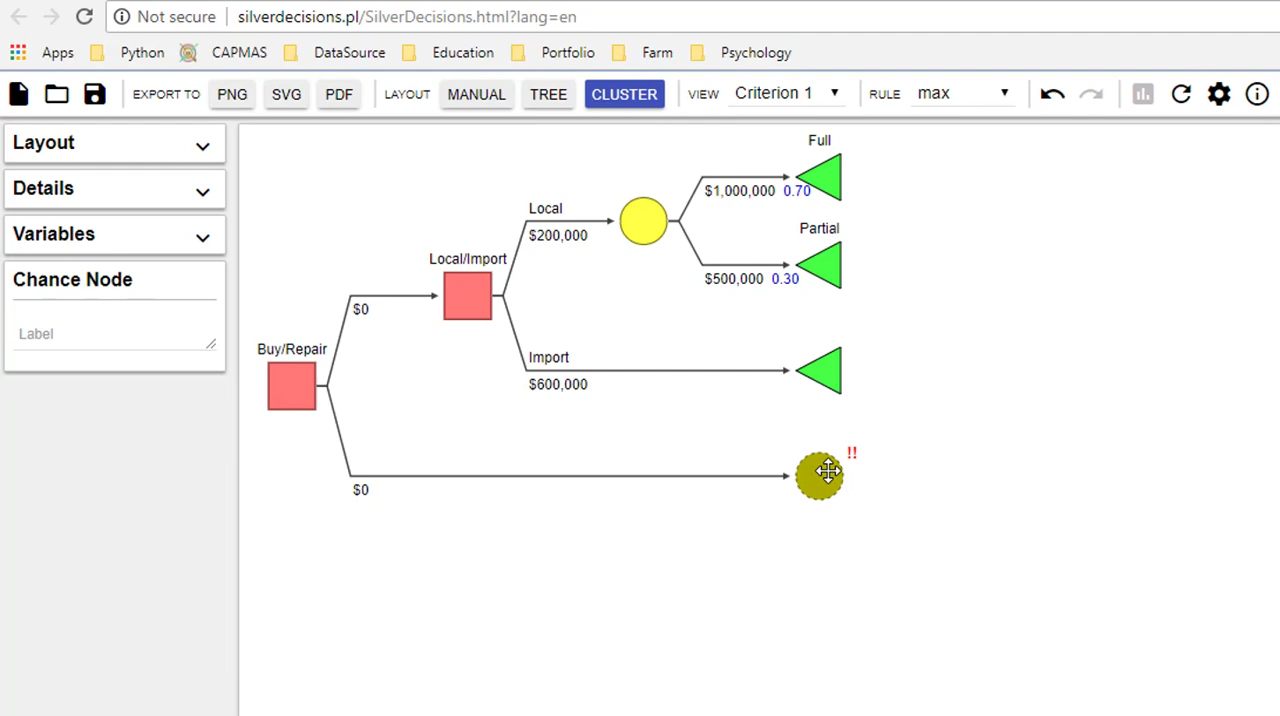 Not secure silverdecisions.pl/SilverDecisions.html?lang=en
Apps Python CAPMAS DataSource Education Portfolio Farm Psychology
EXPORT TO PNG SVG PDF LAYOUT MANUAL TREE CLUSTER VIEW Criterion 1 RULE max
Layout
Details
Variables
Chance Node
Label
Full
$1,000,000 0.70
Local
$200,000
Partial
$500,000 0.30
Local/Import
$0
Buy/Repair
Import
$600,000
!!
$0